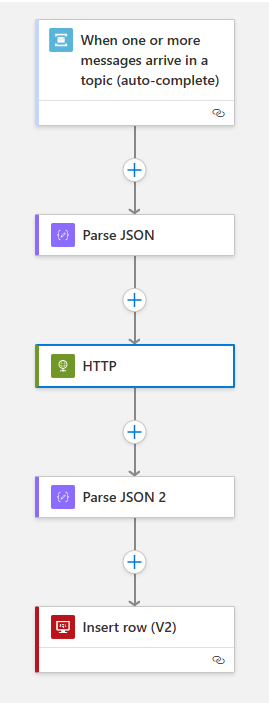 When one or more
messages arrive in a
topic (auto-complete)
Parse JSON
HTTP
Parse JSON 2
Insert row (V2)